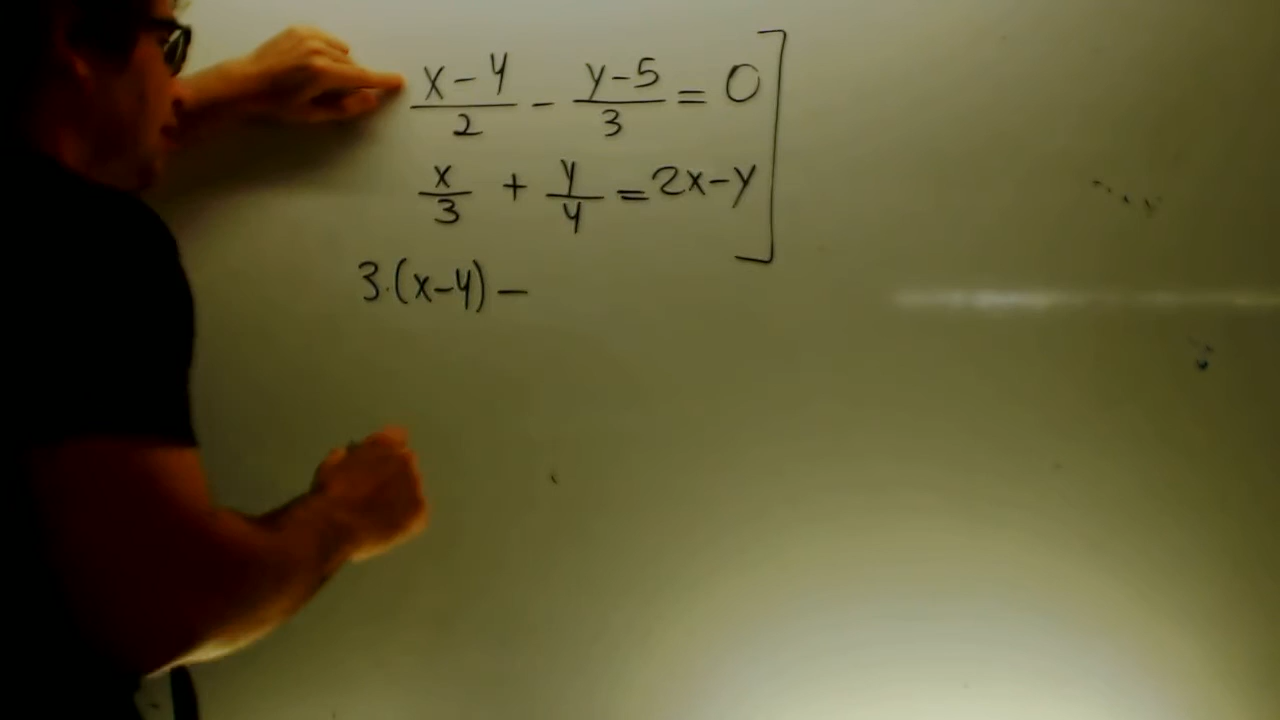 x-4/2 - y-5/3 = 0
x/3 + y/4 = 2x-y
3·(x-4) -